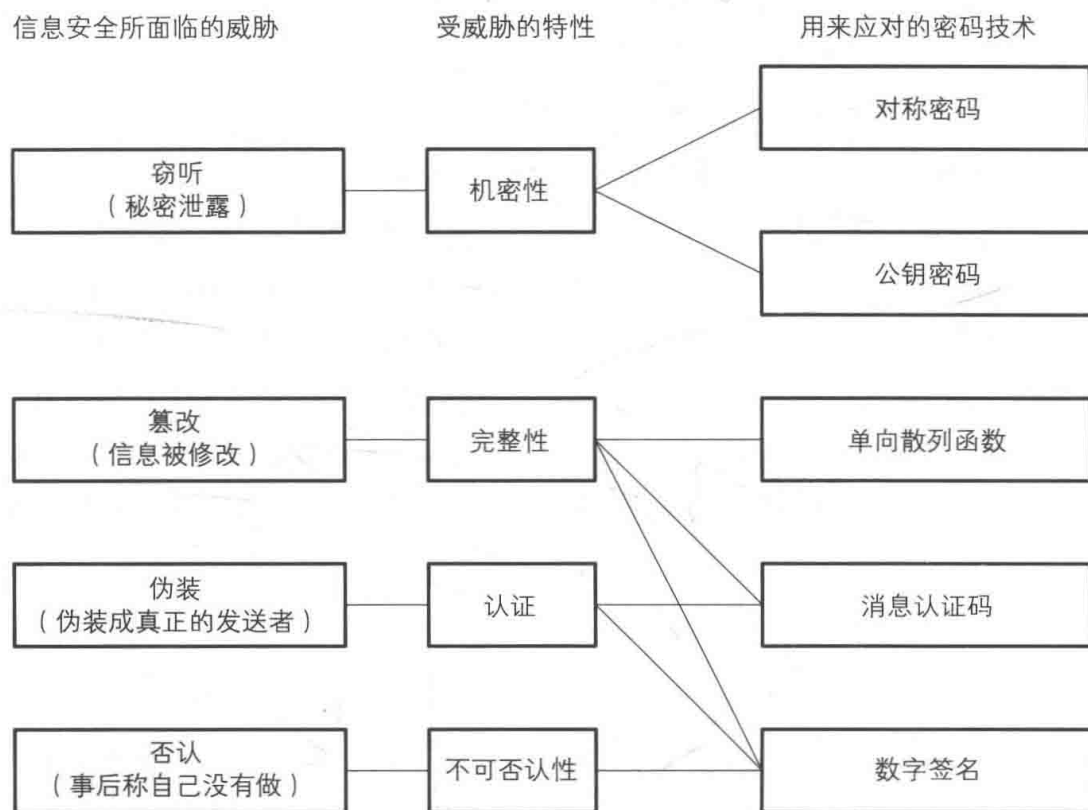 信息安全所面临的威胁 受威胁的特性 用来应对的密码技术
对称密码
窃听
（秘密泄露）
机密性
公钥密码
篡改
（信息被修改）
完整性
单向散列函数
伪装
（伪装成真正的发送者）
认证
消息认证码
否认
（事后称自己没有做）
不可否认性
数字签名